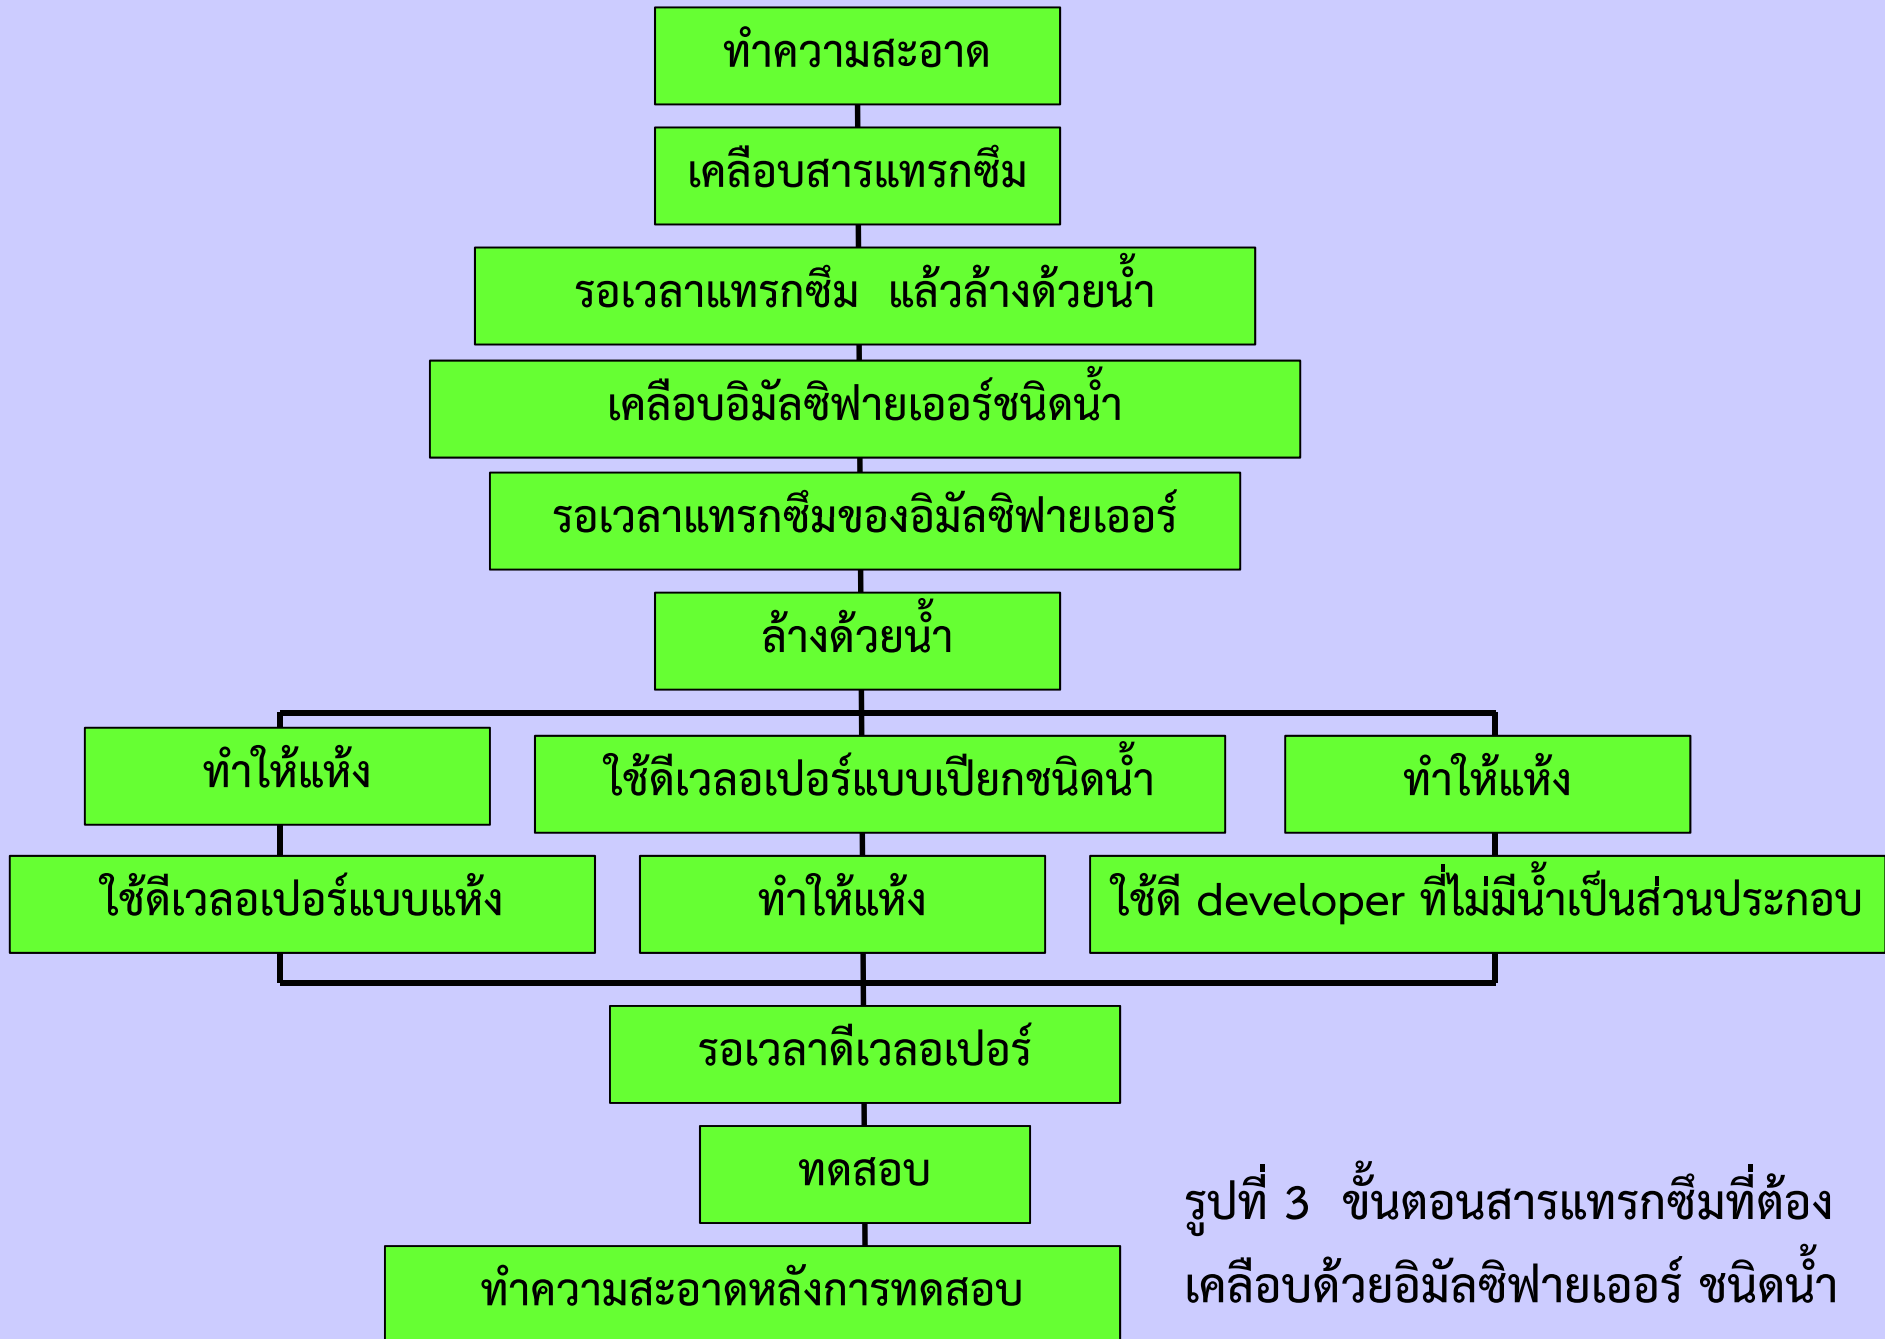 ทำความสะอาด
เคลือบสารแทรกซึม
รอเวลาแทรกซึม  แล้วล้างด้วยน้ำ
เคลือบอิมัลซิฟายเออร์ชนิดน้ำ
รอเวลาแทรกซึมของอิมัลซิฟายเออร์
ล้างด้วยน้ำ
ทำให้แห้ง
ใช้ดีเวลอเปอร์แบบเปียกชนิดน้ำ
ทำให้แห้ง
ใช้ดีเวลอเปอร์แบบแห้ง
ทำให้แห้ง
ใช้ดี developer ที่ไม่มีน้ำเป็นส่วนประกอบ
รอเวลาดีเวลอเปอร์
ทดสอบ
ทำความสะอาดหลังการทดสอบ
รูปที่ 3  ขั้นตอนสารแทรกซึมที่ต้อง
เคลือบด้วยอิมัลซิฟายเออร์ ชนิดน้ำ